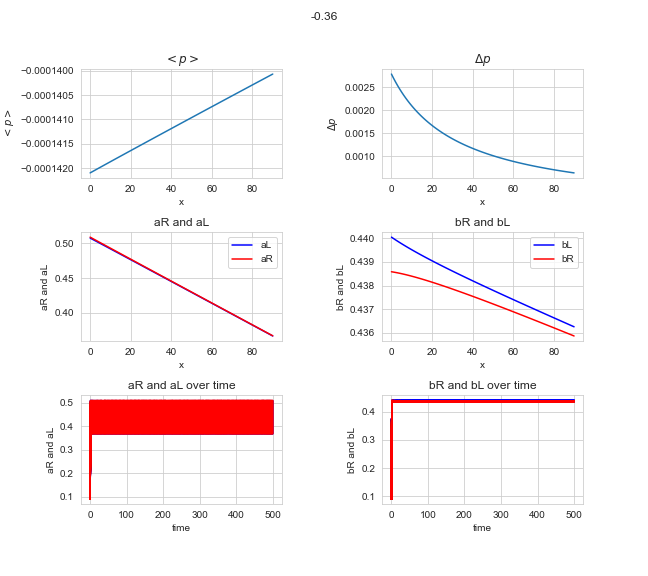 -0.36
< p >
Δp
−0.0001400
−0.0001405
−0.0001410
−0.0001415
−0.0001420
< p >
0 20 40 60 80
x
0.0025
0.0020
0.0015
0.0010
Δp
0 20 40 60 80
x
aR and aL
bR and bL
0.50
0.45
0.40
aR and aL
aL
aR
0 20 40 60 80
x
0.440
0.439
0.438
0.437
0.436
bR and bL
bL
bR
0 20 40 60 80
x
aR and aL over time
bR and bL over time
0.5
0.4
0.3
0.2
0.1
aR and aL
0 100 200 300 400 500
time
0.4
0.3
0.2
0.1
bR and bL
0 100 200 300 400 500
time